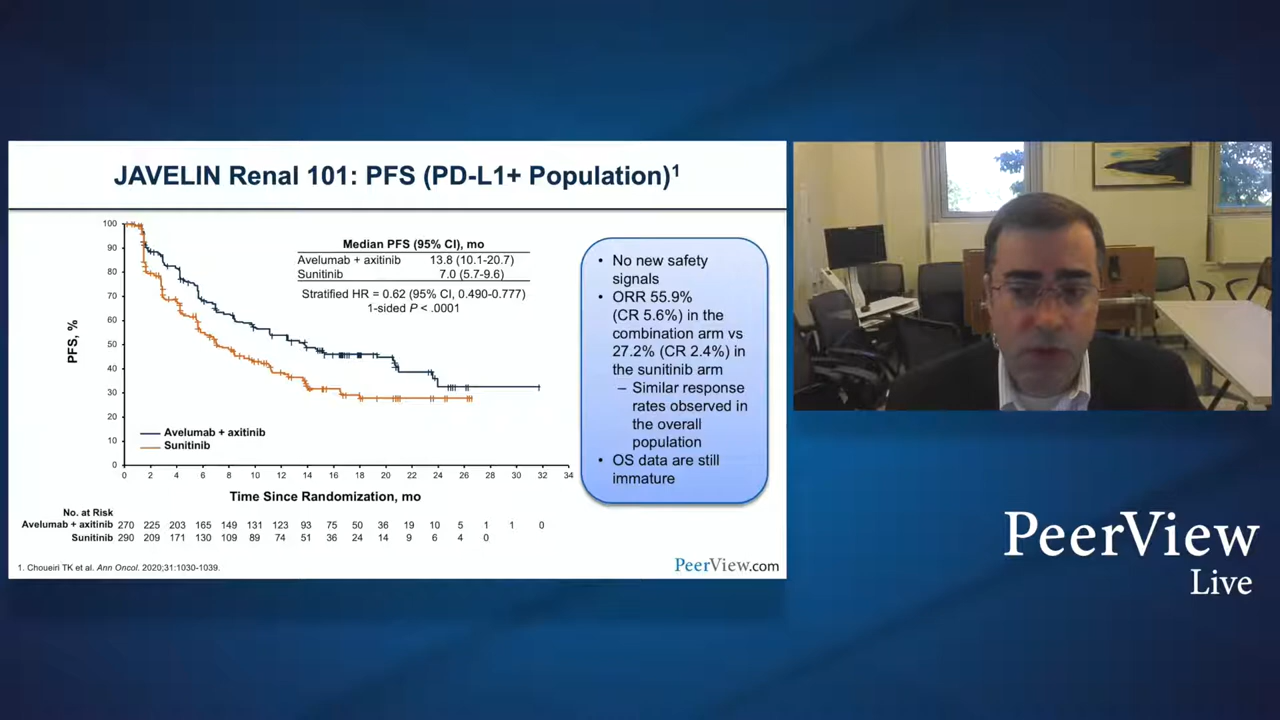 JAVELIN Renal 101: PFS (PD-L1+ Population)1
100
90
80
70
60
50
40
30
20
10
0
PFS, %
Median PFS (95% CI), mo
Avelumab + axitinib 13.8 (10.1-20.7)
Sunitinib 7.0 (5.7-9.6)
Stratified HR = 0.62 (95% CI, 0.490-0.777)
1-sided P < .0001
Avelumab + axitinib
Sunitinib
0 2 4 6 8 10 12 14 16 18 20 22 24 26 28 30 32 34
Time Since Randomization, mo
No. at Risk
Avelumab + axitinib 270 225 203 165 149 131 123 93 75 50 36 19 10 5 1 1 0
Sunitinib 290 209 171 130 109 89 74 51 36 24 14 9 6 4 0
• No new safety
signals
• ORR 55.9%
(CR 5.6%) in the
combination arm vs
27.2% (CR 2.4%) in
the sunitinib arm
– Similar response
rates observed in
the overall
population
• OS data are still
immature
1. Choueiri TK et al. Ann Oncol. 2020;31:1030-1039.
PeerView.com
PeerView
Live